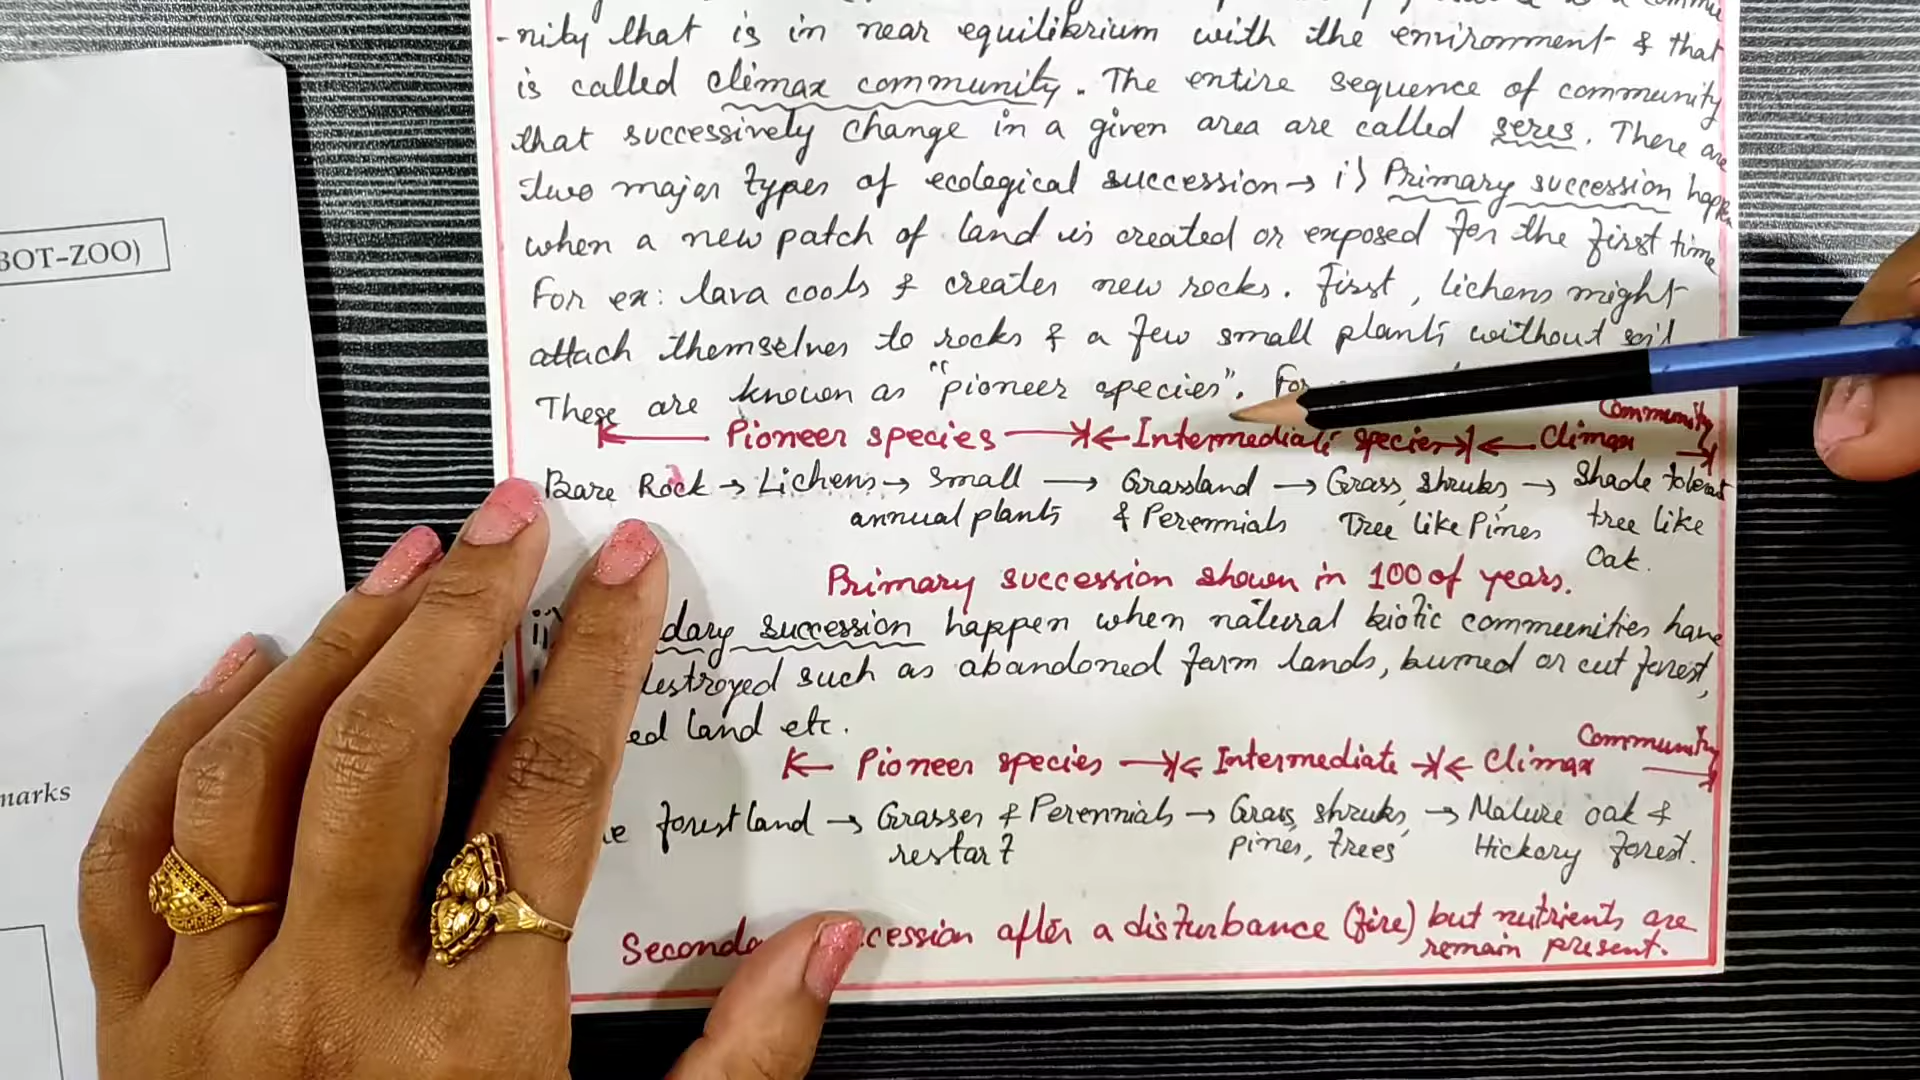 -nity that is in near equilibrium with the environment & that
is called climax community. The entire sequence of community
that successively change in a given area are called seres. There are
two major types of ecological succession → i) Primary succession happen
when a new patch of land is created or exposed for the first time
For ex: lava cools & creates new rocks. First, lichens might
attach themselves to rocks & a few small plants without soil
These are known as "pioneer species". For
Community
Pioneer species Intermediate species Climax
Bare Rock → Lichens → Small → Grassland → Grass, shrubs, → Shade tolerant
annual plants & Perennials Tree like Pines tree like
Oak.
Primary succession shown in 100 of years.
ii) dary succession happen when natural biotic communities have
destroyed such as abandoned farm lands, burned or cut forest,
ed land etc.
Community
Pioneer species Intermediate Climax
forest land → Grasses & Perennials → Grass, shrubs, → Mature oak &
restart pines, trees Hickory forest.
Seconda cession after a disturbance (fire) but nutrients are
remain present.
BOT-ZOO)
marks